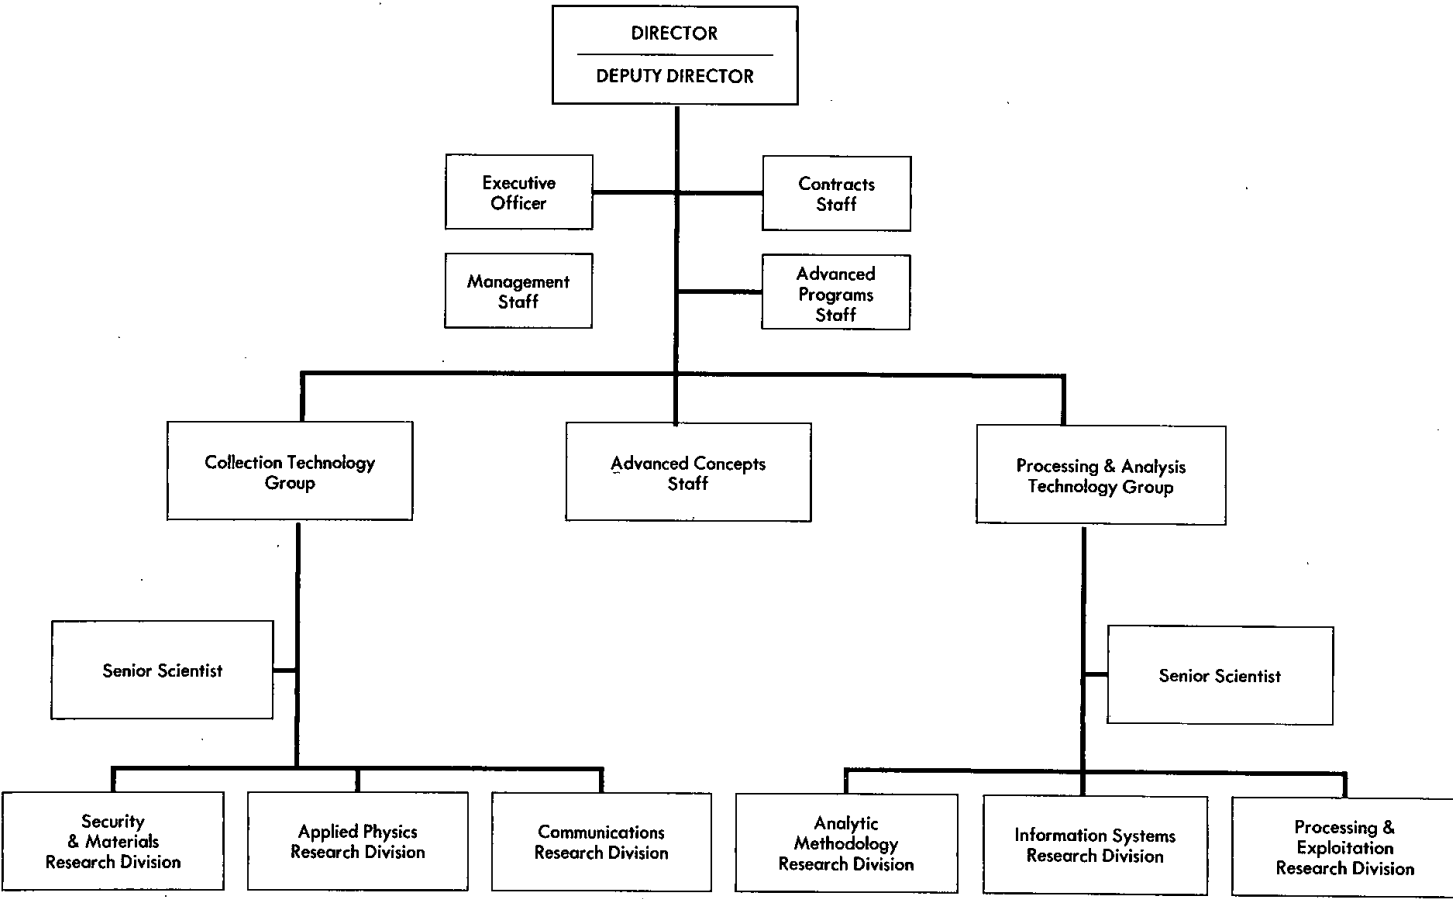 DIRECTOR
DEPUTY DIRECTOR
Executive
Officer
Contracts
Staff
Management
Staff
Advanced
Programs
Staff
Collection Technology
Group
Advanced Concepts
Staff
Processing & Analysis
Technology Group
Senior Scientist
Senior Scientist
Security
& Materials
Research Division
Applied Physics
Research Division
Communications
Research Division
Analytic
Methodology
Research Division
Information Systems
Research Division
Processing &
Exploitation
Research Division